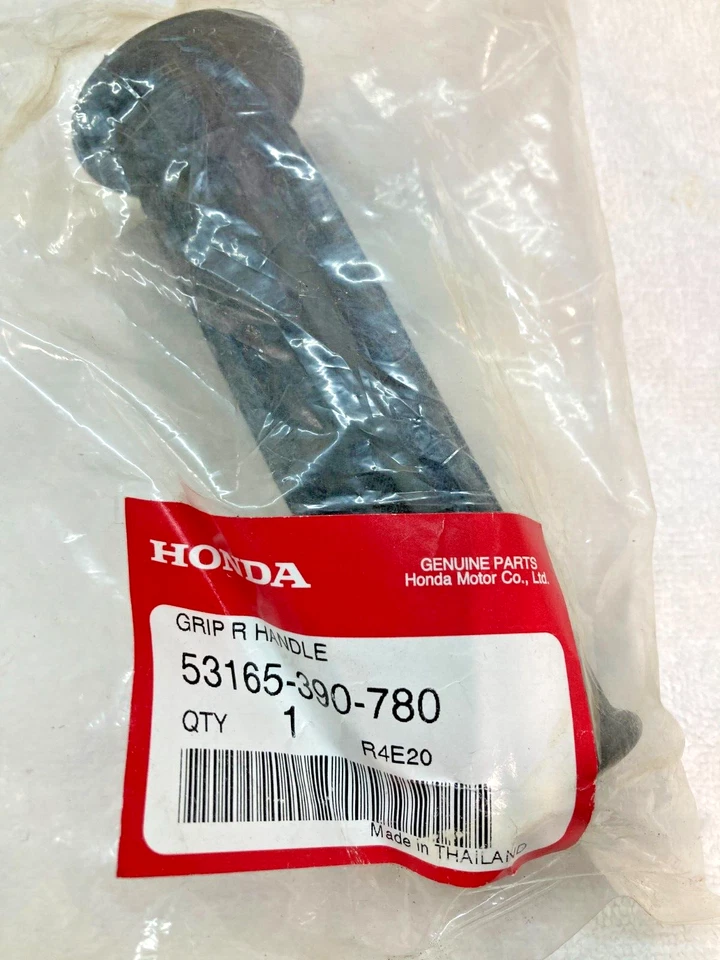 HONDA
GENUINE PARTS
Honda Motor Co., Ltd.
GRIP R HANDLE
53165-390-780
QTY 1
R4E20
Made in THAILAND